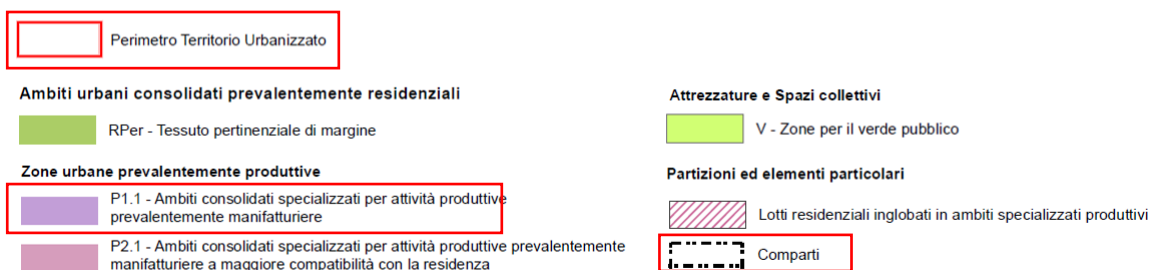 Perimetro Territorio Urbanizzato
Ambiti urbani consolidati prevalentemente residenziali
RPer - Tessuto pertinenziale di margine
Zone urbane prevalentemente produttive
P1.1 - Ambiti consolidati specializzati per attività produttive
prevalentemente manifatturiere
P2.1 - Ambiti consolidati specializzati per attività produttive prevalentemente
manifatturiere a maggiore compatibilità con la residenza
Attrezzature e Spazi collettivi
V - Zone per il verde pubblico
Partizioni ed elementi particolari
Lotti residenziali inglobati in ambiti specializzati produttivi
Comparti